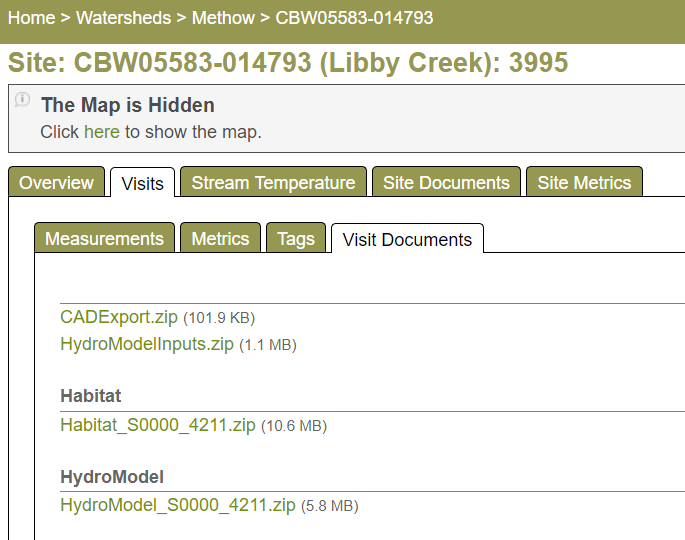 Home > Watersheds > Methow > CBW05583-014793
Site: CBW05583-014793 (Libby Creek): 3995
The Map is Hidden
Click here to show the map.
Overview Visits Stream Temperature Site Documents Site Metrics
Measurements Metrics Tags Visit Documents
CADExport.zip (101.9 KB)
HydroModelInputs.zip (1.1 MB)
Habitat
Habitat_S0000_4211.zip (10.6 MB)
HydroModel
HydroModel_S0000_4211.zip (5.8 MB)